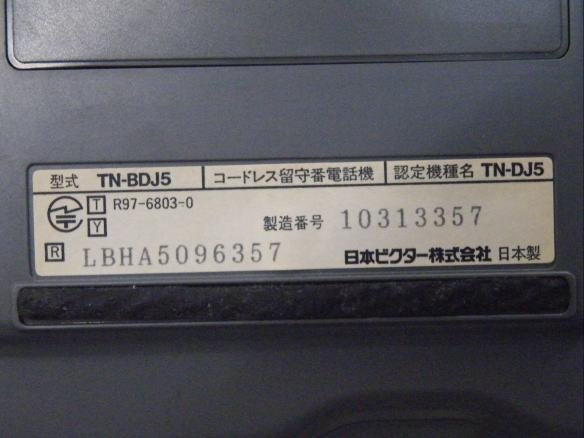 型式 TN-BDJ5 コードレス留守番電話機 認定機種名 TN-DJ5
T R97-6803-0
Y 製造番号 10313357
R LBHA5096357 日本ビクター株式会社 日本製